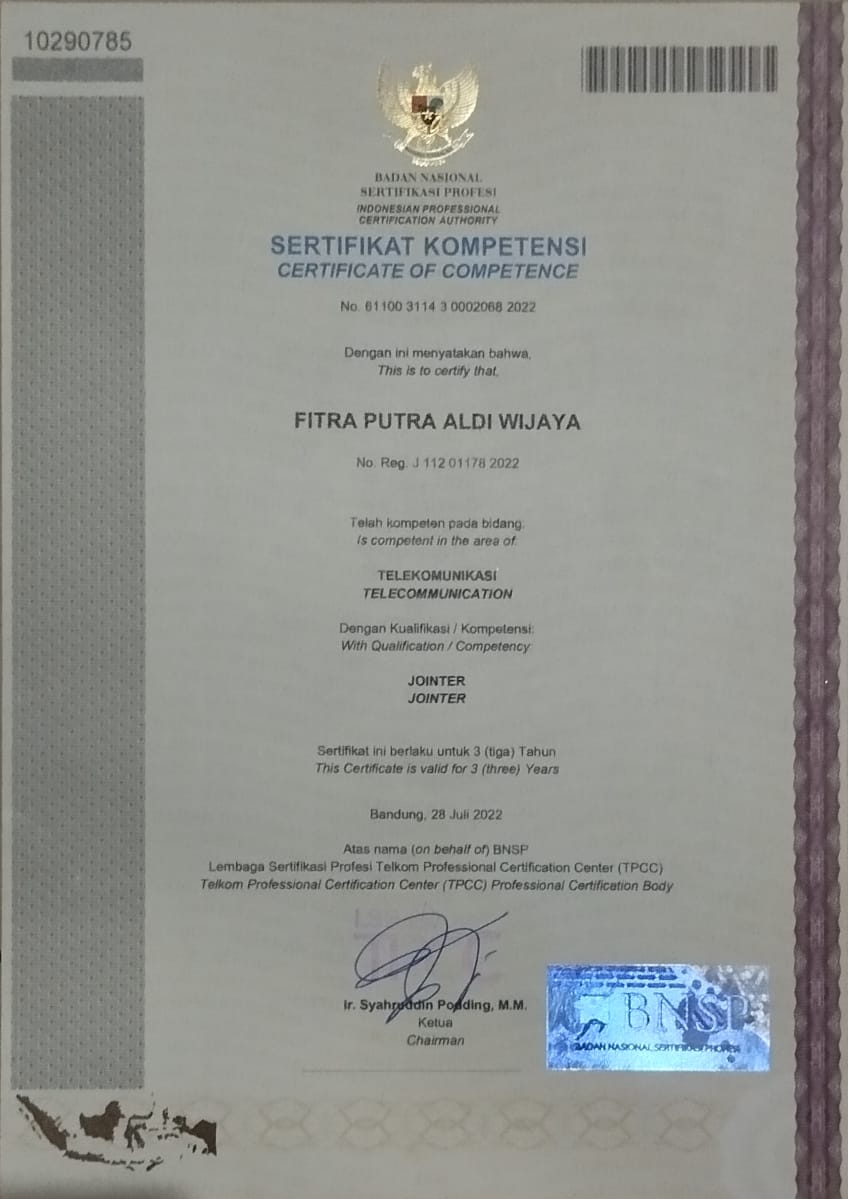 10290785
BADAN NASIONAL
SERTIFIKASI PROFESI
INDONESIAN PROFESSIONAL
CERTIFICATION AUTHORITY
SERTIFIKAT KOMPETENSI
CERTIFICATE OF COMPETENCE
No. 61100 3114 3 0002068 2022
Dengan ini menyatakan bahwa,
This is to certify that,
FITRA PUTRA ALDI WIJAYA
No. Reg. J 112 01178 2022
Telah kompeten pada bidang:
Is competent in the area of:
TELEKOMUNIKASI
TELECOMMUNICATION
Dengan Kualifikasi / Kompetensi:
With Qualification / Competency
JOINTER
JOINTER
Sertifikat ini berlaku untuk 3 (tiga) Tahun
This Certificate is valid for 3 (three) Years
Bandung, 28 Juli 2022
Atas nama (on behalf of) BNSP
Lembaga Sertifikasi Profesi Telkom Professional Certification Center (TPCC)
Telkom Professional Certification Center (TPCC) Professional Certification Body
Ir. Syahruddin Podding, M.M.
Ketua
Chairman
BNSP
BADAN NASIONAL SERTIFIKASI PROFESI